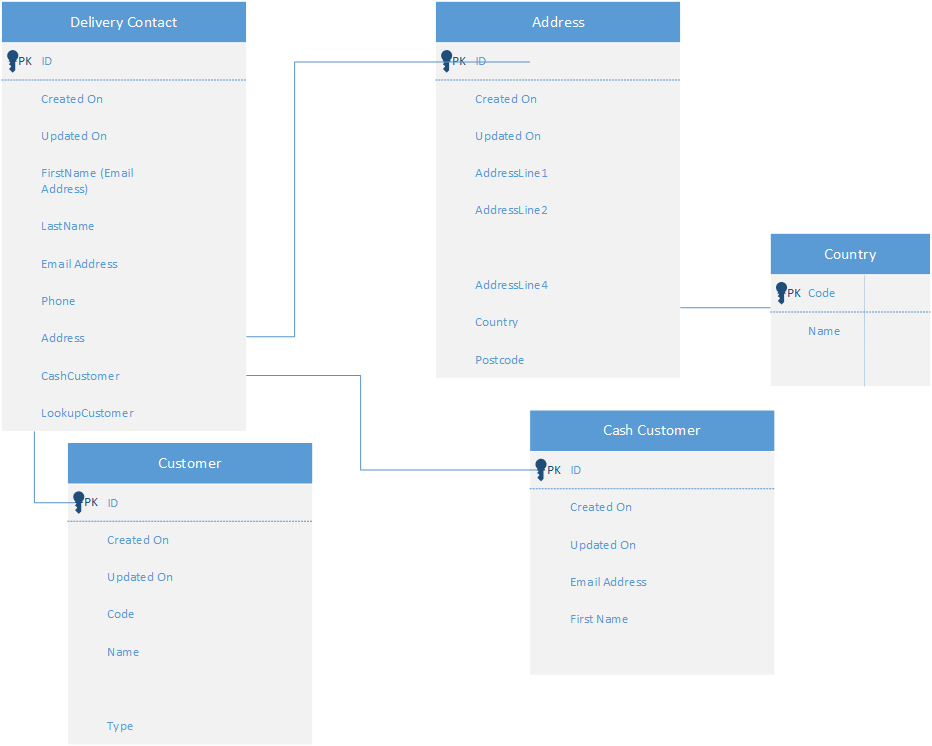 Delivery Contact
PK ID
Created On
Updated On
FirstName (Email
Address)
LastName
Email Address
Phone
Address
CashCustomer
LookupCustomer
Address
PK ID
Created On
Updated On
AddressLine1
AddressLine2
AddressLine4
Country
Postcode
Country
PK Code
Name
Customer
PK ID
Created On
Updated On
Code
Name
Type
Cash Customer
PK ID
Created On
Updated On
Email Address
First Name